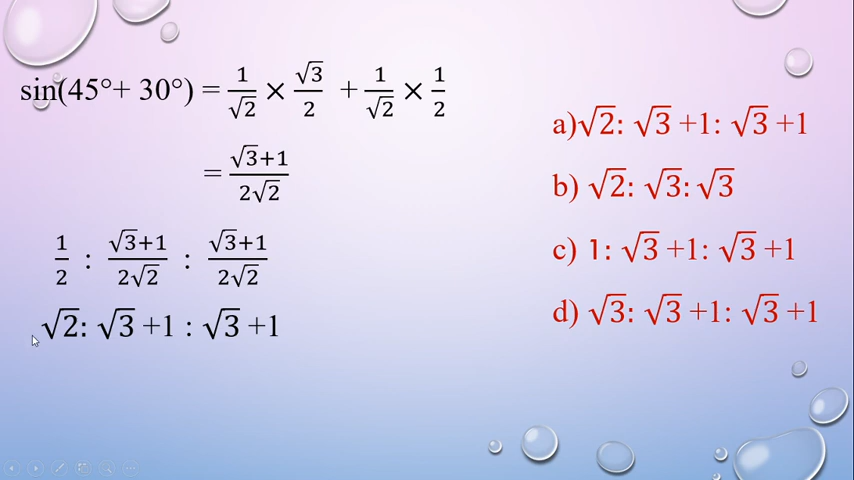 sin(45°+ 30°) = 1/√2 × √3/2 + 1/√2 × 1/2
= (√3+1)/(2√2)
1/2 : (√3+1)/(2√2) : (√3+1)/(2√2)
√2: √3 +1 : √3 +1
a)√2: √3 +1: √3 +1
b) √2: √3: √3
c) 1: √3 +1: √3 +1
d) √3: √3 +1: √3 +1